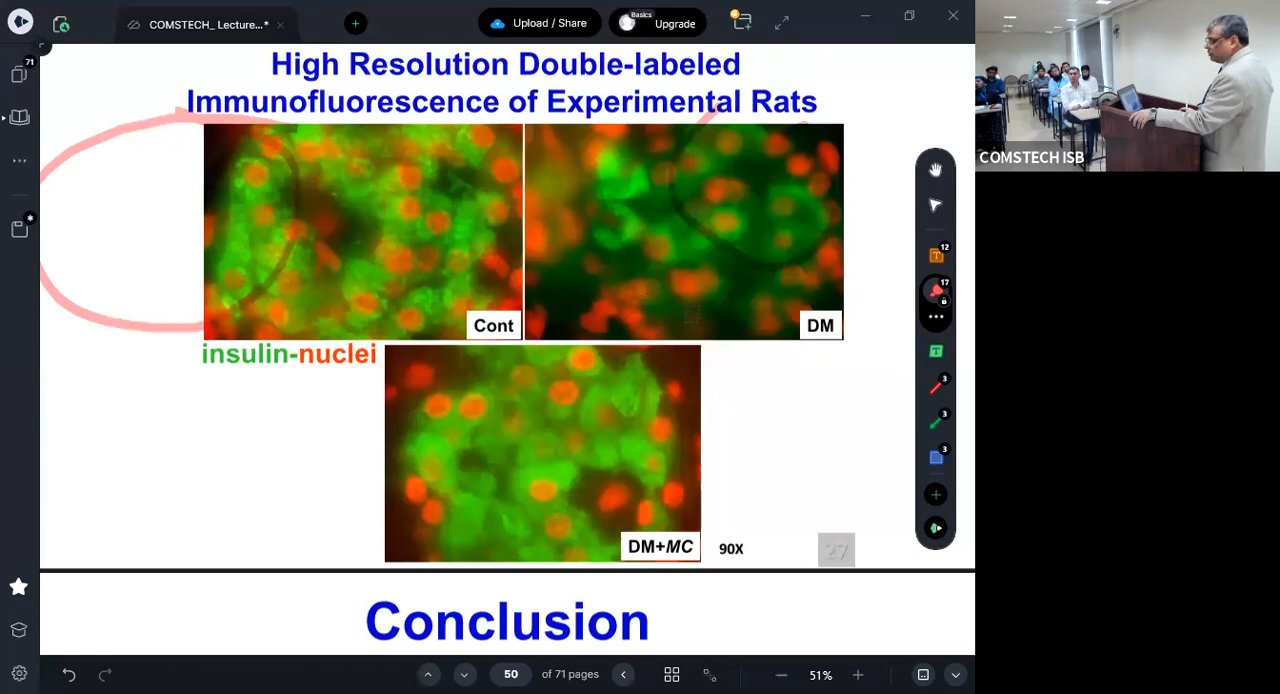 COMSTECH_ Lecture...*
Upload / Share
Basics
Upgrade
71
High Resolution Double-labeled
Immunofluorescence of Experimental Rats
COMSTECH ISB
Cont
DM
insulin-nuclei
DM+MC
90X
27
12
17
T
3
3
3
Conclusion
50
of 71 pages
51%